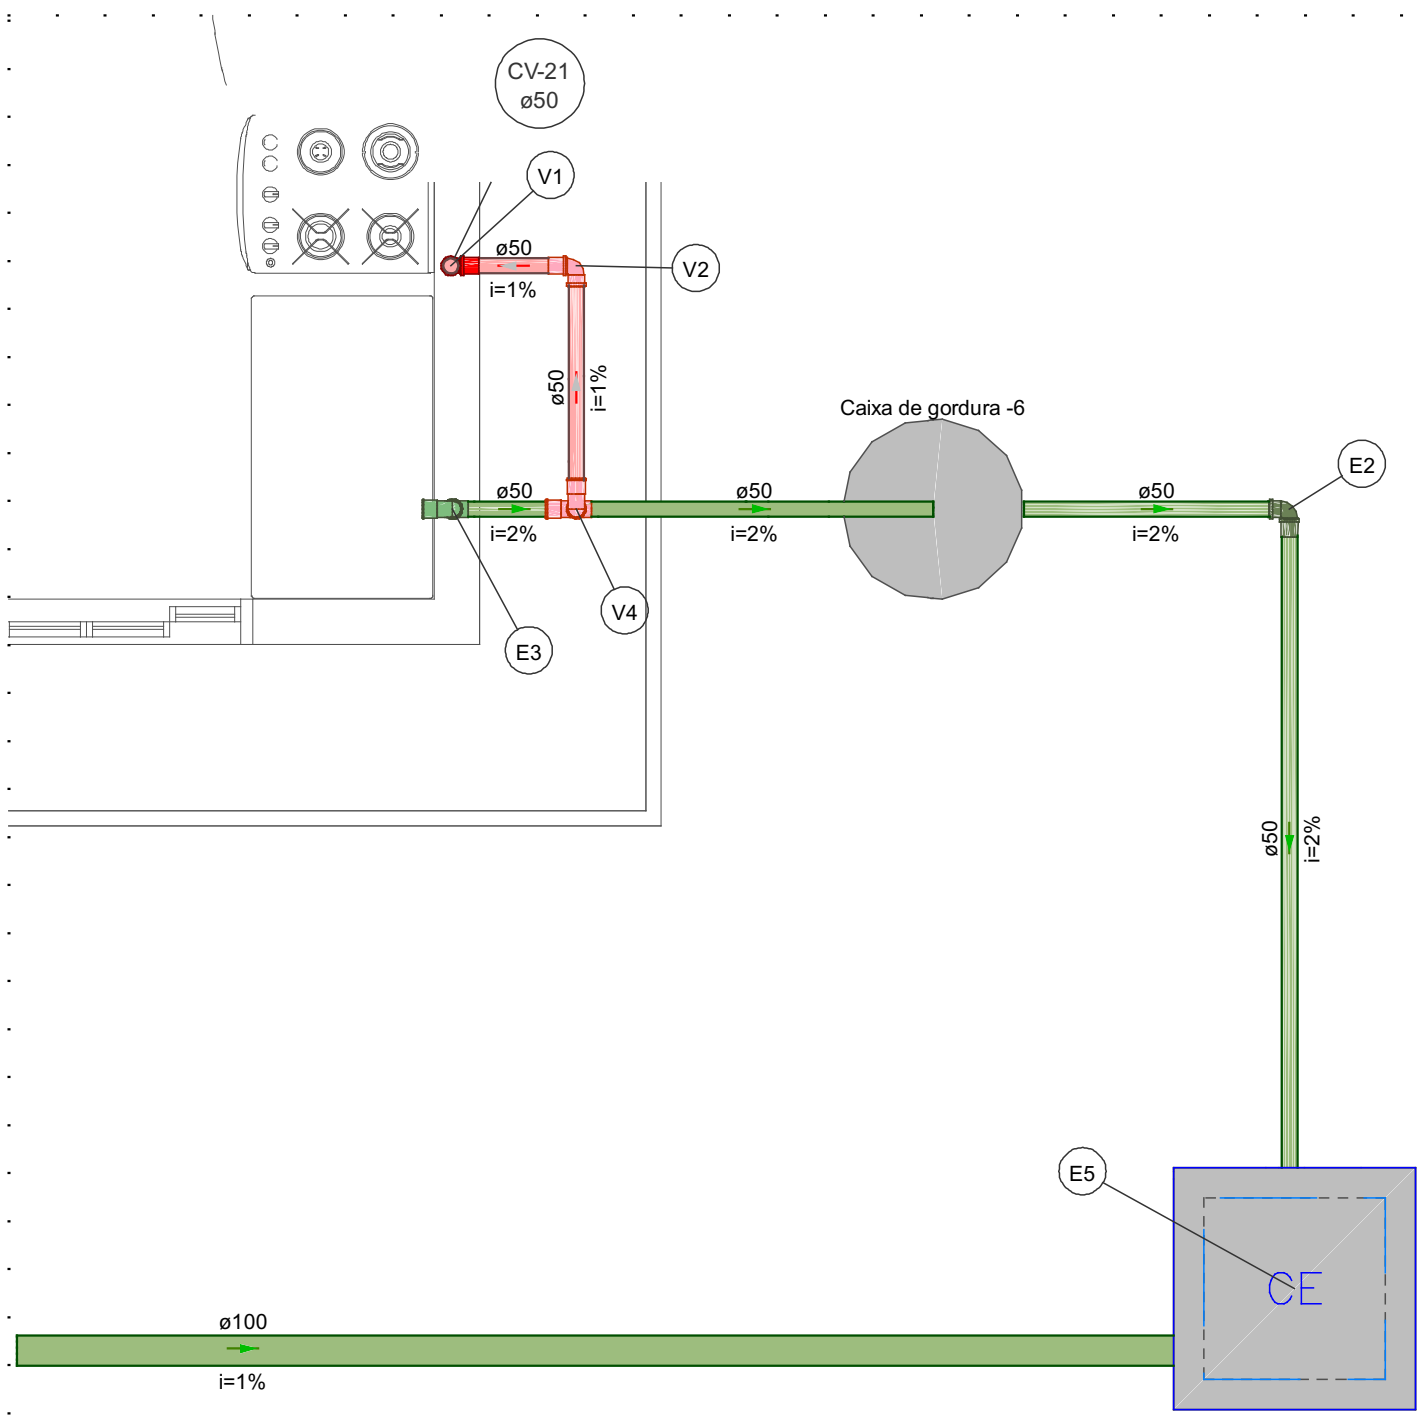 CV-21
ø50
V1
ø50
V2
i=1%
ø50
i=1%
Caixa de gordura -6
E2
ø50
ø50
ø50
i=2%
i=2%
i=2%
V4
E3
ø50
i=2%
E5
CE
ø100
i=1%